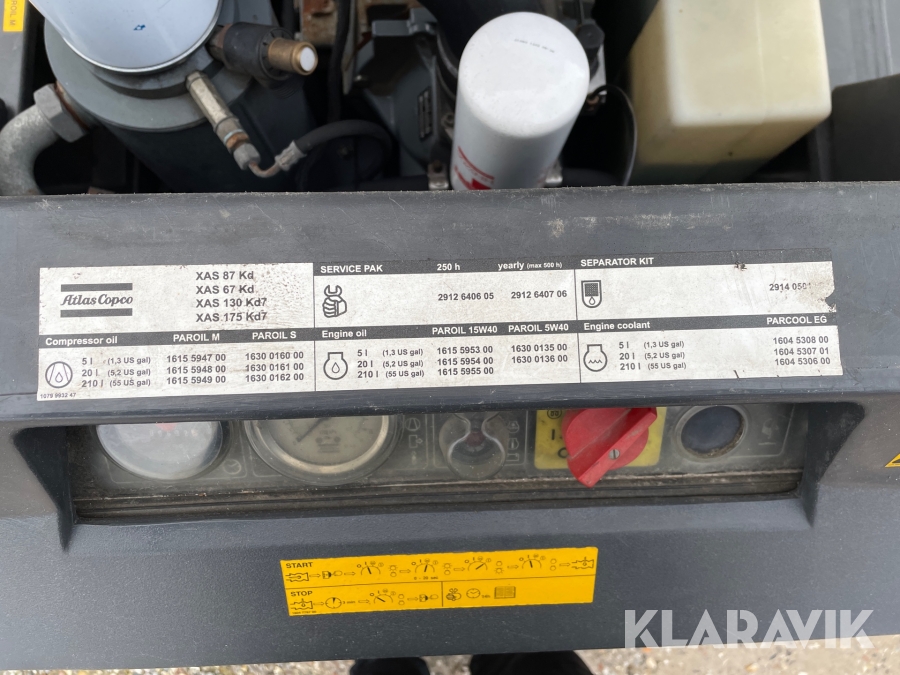 PAROIL M
Atlas Copco
XAS 87 Kd
XAS 67 Kd
XAS 130 Kd7
XAS 175 Kd7
SERVICE PAK 250 h yearly (max 500 h)
2912 6406 05 2912 6407 06
SEPARATOR KIT
2914 0501
Compressor oil PAROIL M PAROIL S
5 l (1,3 US gal) 1615 5947 00 1630 0160 00
20 l (5,2 US gal) 1615 5948 00 1630 0161 00
210 l (55 US gal) 1615 5949 00 1630 0162 00
Engine oil PAROIL 15W40 PAROIL 5W40
5 l (1,3 US gal) 1615 5953 00 1630 0135 00
20 l (5,2 US gal) 1615 5954 00 1630 0136 00
210 l (55 US gal) 1615 5955 00
Engine coolant PARCOOL EG
5 l (1,3 US gal) 1604 5308 00
20 l (5,2 US gal) 1604 5307 01
210 l (55 US gal) 1604 5306 00
START
STOP
KLARAVIK